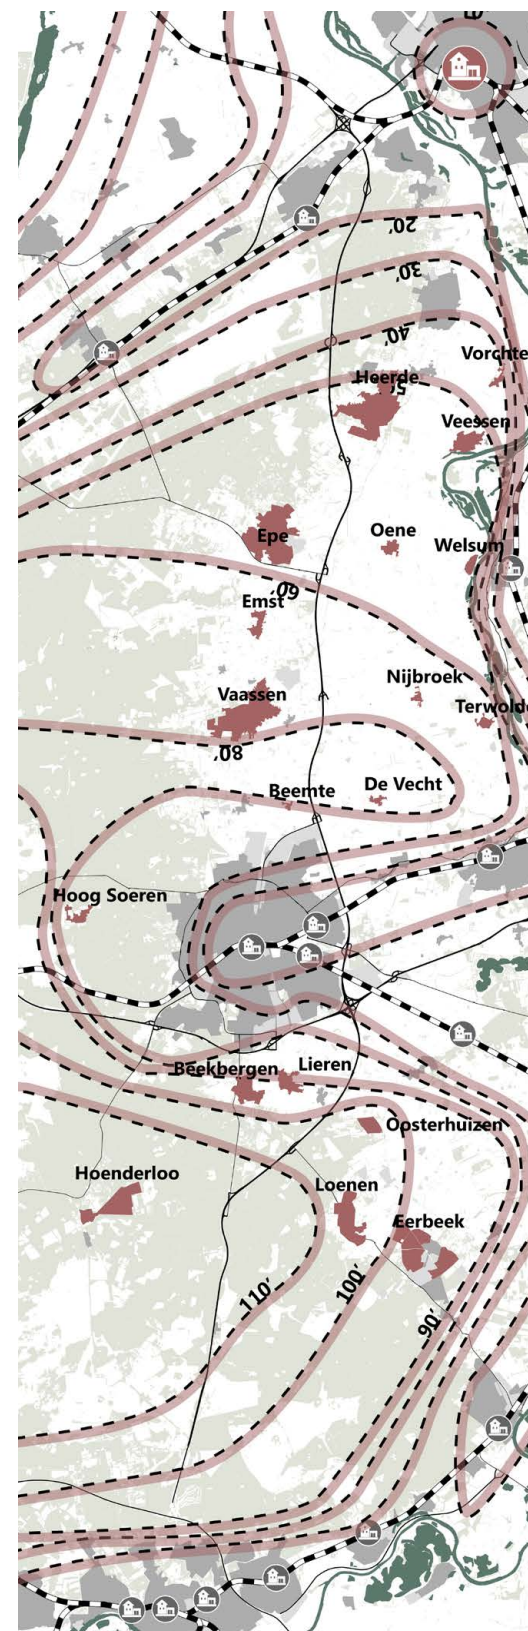 20'
30'
40'
Vorchte
Heerde
Veessen
Epe
Oene
Welsum
60'
Emst
Nijbroek
Vaassen
Terwolde
80'
De Vecht
Beemte
Hoog Soeren
Lieren
Beekbergen
Oosterhuizen
Hoenderloo
Loenen
Eerbeek
110'
100'
90'